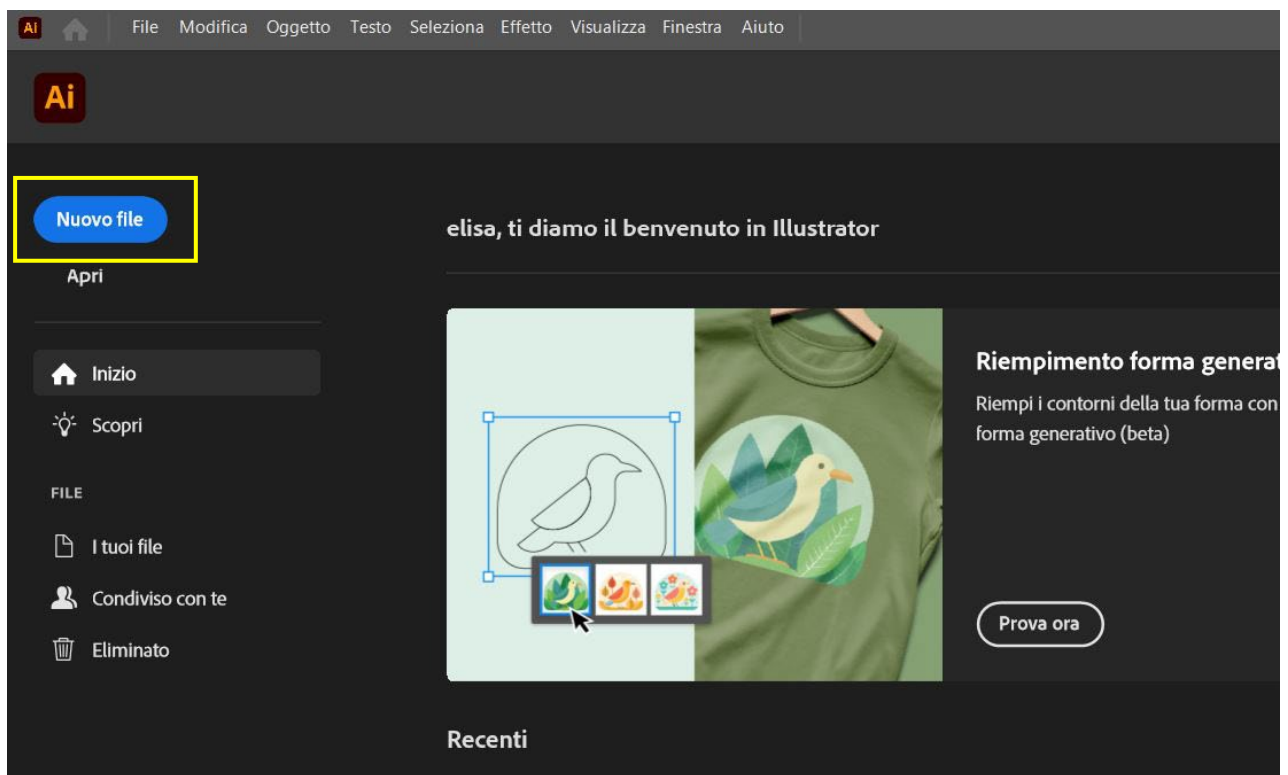 Ai File Modifica Oggetto Testo Seleziona Effetto Visualizza Finestra Aiuto
Ai
Nuovo file
Apri
Inizio
Scopri
FILE
I tuoi file
Condiviso con te
Eliminato
elisa, ti diamo il benvenuto in Illustrator
Riempimento forma generat
Riempi i contorni della tua forma con
forma generativo (beta)
Prova ora
Recenti